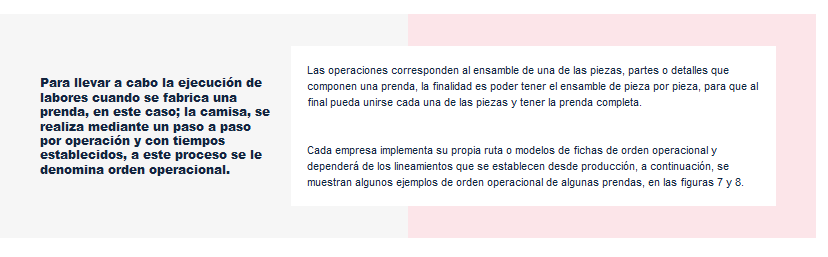 Para llevar a cabo la ejecución de
labores cuando se fabrica una
prenda, en este caso; la camisa, se
realiza mediante un paso a paso
por operación y con tiempos
establecidos, a este proceso se le
denomina orden operacional.
Las operaciones corresponden al ensamble de una de las piezas, partes o detalles que
componen una prenda, la finalidad es poder tener el ensamble de pieza por pieza, para que al
final pueda unirse cada una de las piezas y tener la prenda completa.
Cada empresa implementa su propia ruta o modelos de fichas de orden operacional y
dependerá de los lineamientos que se establecen desde producción, a continuación, se
muestran algunos ejemplos de orden operacional de algunas prendas, en las figuras 7 y 8.